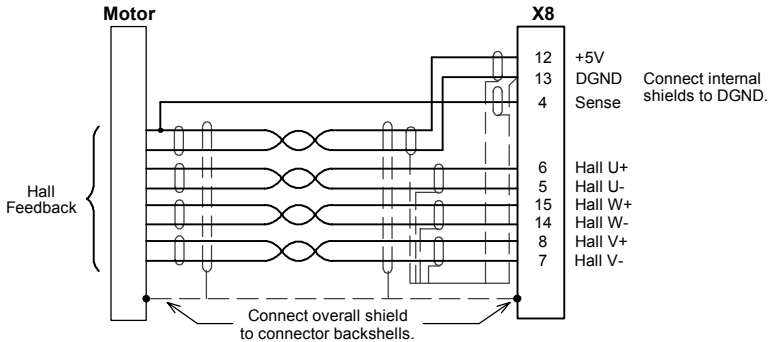 Motor
X8
12 +5V
13 DGND
4 Sense
Connect internal
shields to DGND.
6 Hall U+
5 Hall U-
15 Hall W+
14 Hall W-
8 Hall V+
7 Hall V-
Hall
Feedback
Connect overall shield
to connector backshells.